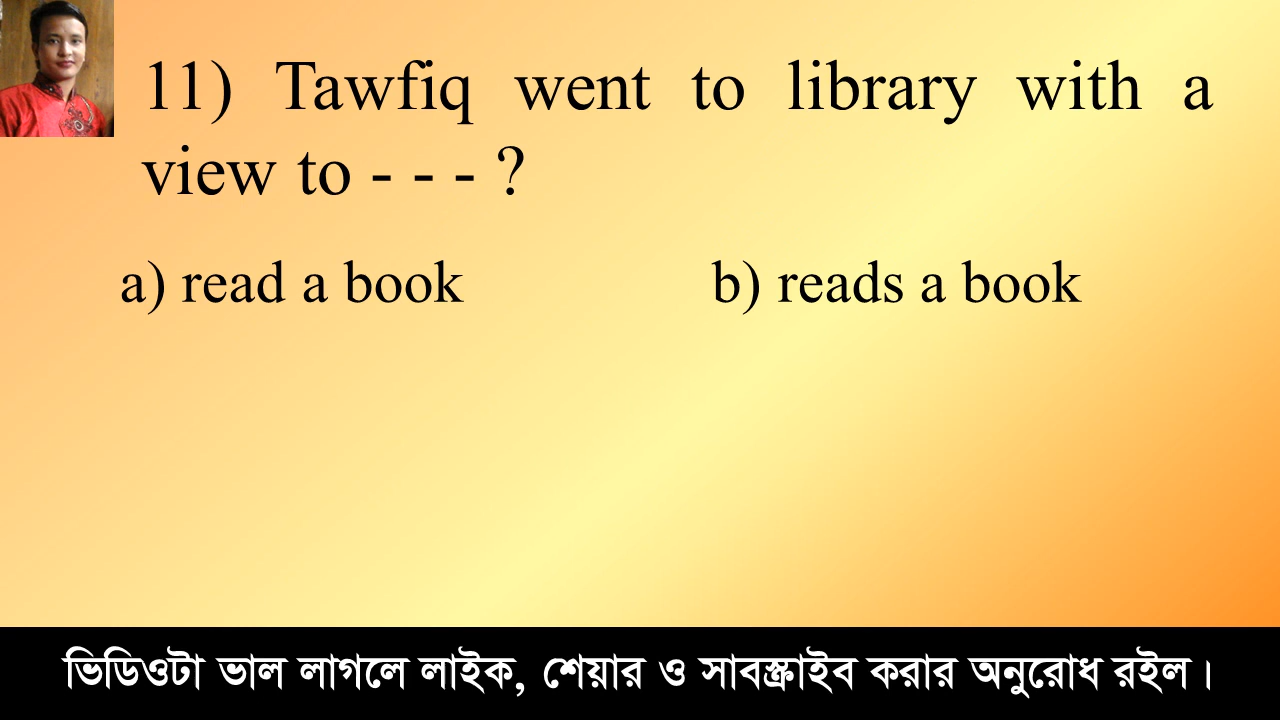 11) Tawfiq went to library with a
view to - - - ?
a) read a book b) reads a book
ভিডিওটা ভাল লাগলে লাইক, শেয়ার ও সাবস্ক্রাইব করার অনুরোধ রইল।